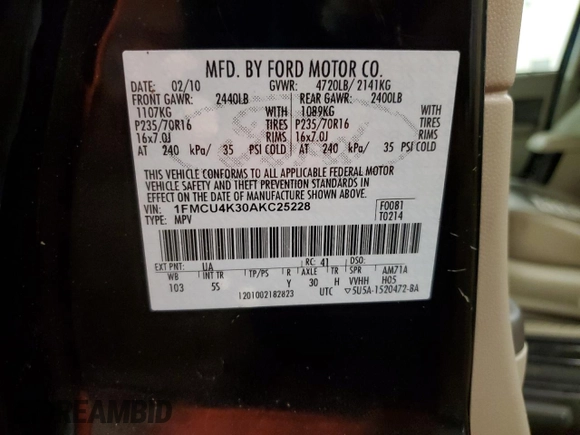 MFD. BY FORD MOTOR CO.
DATE: 02/10 GVWR: 4720LB/ 2141KG
FRONT GAWR: 2440LB REAR GAWR: 2400LB
1107KG WITH 1089KG WITH
P235/70R16 TIRES P235/70R16 TIRES
16x7.0J RIMS 16x7.0J RIMS
AT 240 kPa/ 35 PSI COLD AT 240 kPa/ 35 PSI COLD
THIS VEHICLE CONFORMS TO ALL APPLICABLE FEDERAL MOTOR
VEHICLE SAFETY AND THEFT PREVENTION STANDARDS IN
EFFECT ON THE DATE OF MANUFACTURE SHOWN ABOVE.
VIN: 1FMCU4K30AKC25228 F0081
TYPE: MPV T0214
EXT PNT: UA RC: 41 DSO:
WB INT TR TP/PS R AXLE TR SPR AM71A
103 5S Y 30 H VVHH H05
1201002182823 UTC ▽5U5A-1520472-BA